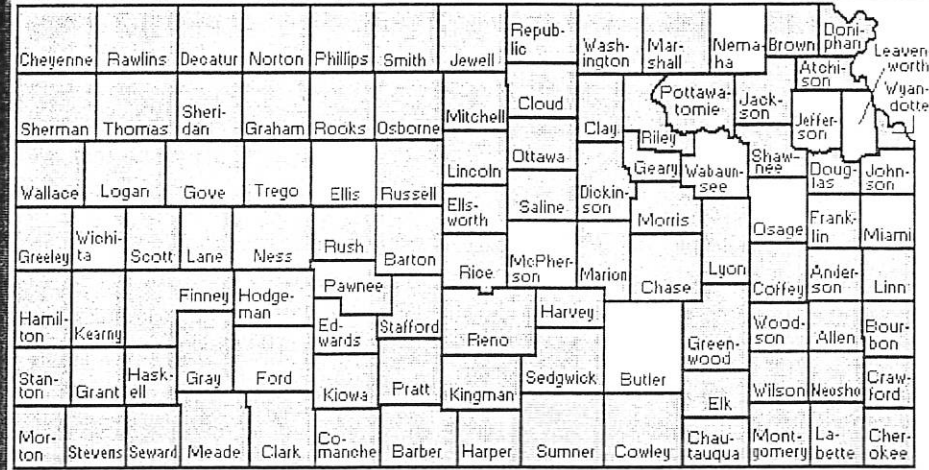 Cheyenne
Rawlins
Decatur
Norton
Phillips
Smith
Jewell
Repub-
lic
Wash-
ington
Mar-
shall
Nema-
ha
Brown
Doni-
phan
Leaven
worth
Atchi-
son
Wyan-
dotte
Sherman
Thomas
Sheri-
dan
Graham
Rooks
Osborne
Mitchell
Cloud
Clay
Riley
Pottawa-
tomie
Jack-
son
Jeffer-
son
Wallace
Logan
Gove
Trego
Ellis
Russell
Lincoln
Ottawa
Saline
Dickin-
son
Geary
Wabaun-
see
Shaw-
nee
Doug-
las
John-
son
Ells-
worth
Morris
Osage
Frank-
lin
Miami
Greeley
Wichi-
ta
Scott
Lane
Ness
Rush
Barton
Rice
McPher-
son
Marion
Chase
Lyon
Coffey
Ander-
son
Linn
Hamil-
ton
Kearny
Finney
Hodge-
man
Pawnee
Ed-
wards
Stafford
Reno
Harvey
Green-
wood
Wood-
son
Allen
Bour-
bon
Stan-
ton
Grant
Hask-
ell
Gray
Ford
Kiowa
Pratt
Kingman
Sedgwick
Butler
Elk
Wilson
Neosho
Craw-
ford
Mor-
ton
Stevens
Seward
Meade
Clark
Co-
manche
Barber
Harper
Sumner
Cowley
Chau-
tauqua
Mont-
gomery
La-
bette
Cher-
okee